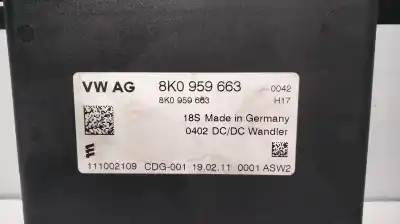 VW AG 8K0 959 663 0042
8K0 959 663 H17
18S Made in Germany
0402 DC/DC Wandler
111002109 CDG-001 19.02.11 0001 ASW2